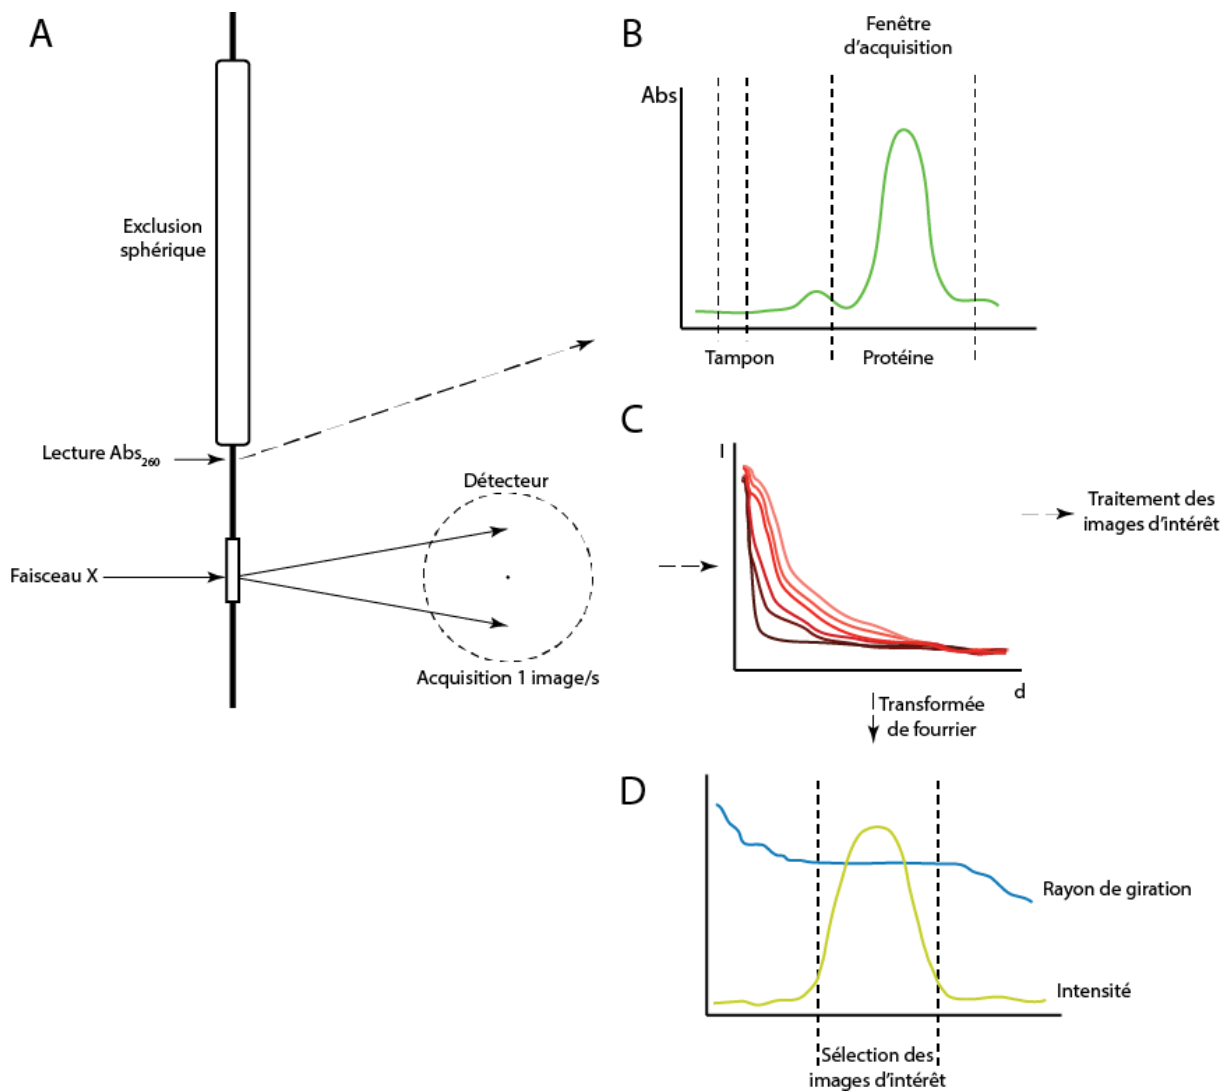 A
Exclusion
sphérique
Lecture Abs260
Faisceau X
Détecteur
Acquisition 1 image/s
B
Fenêtre
d'acquisition
Abs
Tampon
Protéine
C
I
d
Traitement des
images d'intérêt
Transformée
de fourrier
D
Rayon de giration
Intensité
Sélection des
images d'intérêt